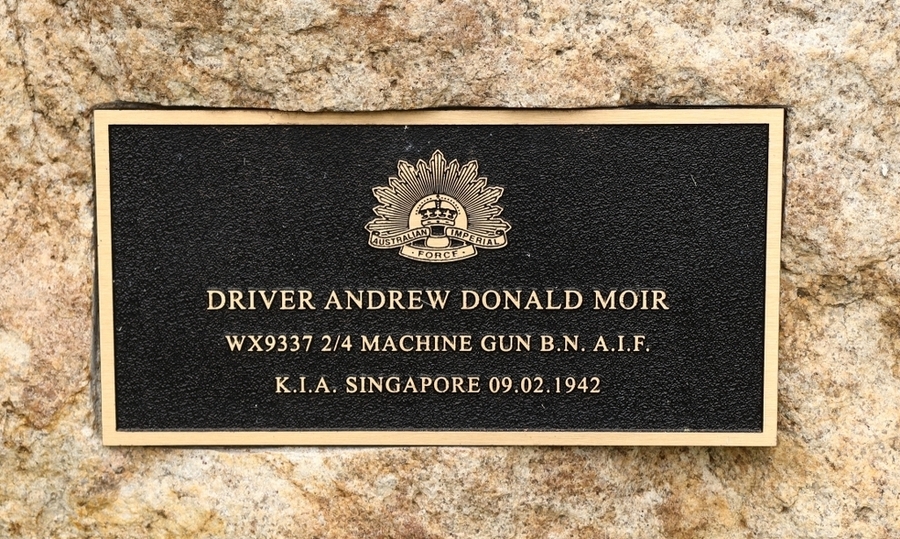 AUSTRALIAN IMPERIAL
FORCE
DRIVER ANDREW DONALD MOIR
WX9337 2/4 MACHINE GUN B.N. A.I.F.
K.I.A. SINGAPORE 09.02.1942